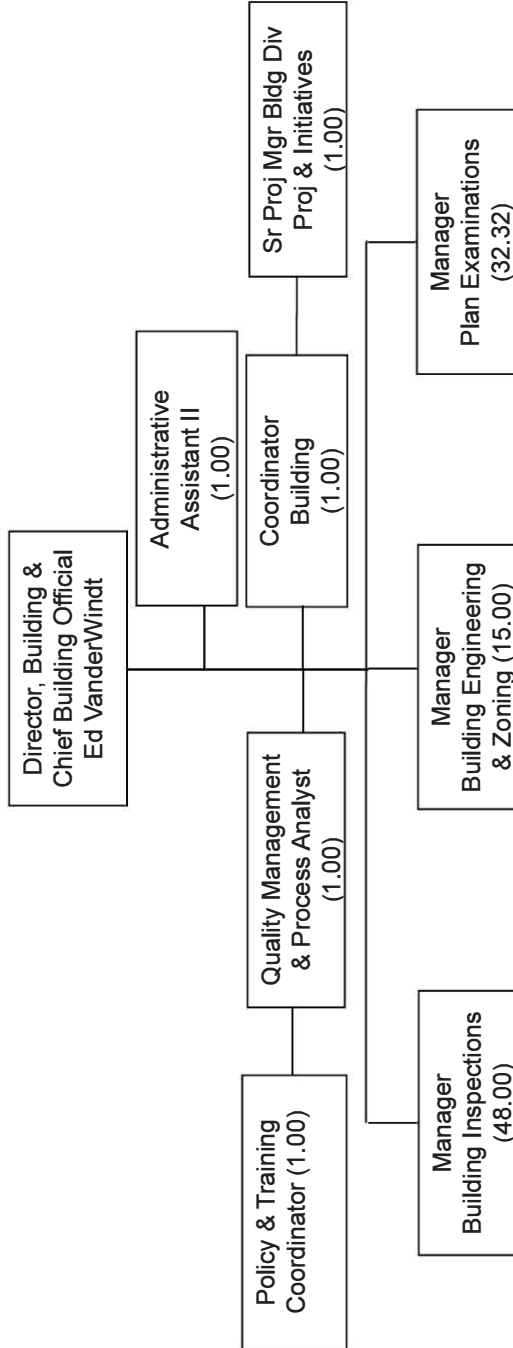 Director, Building &
Chief Building Official
Ed VanderWindt
Administrative
Assistant II
(1.00)
Policy & Training
Coordinator (1.00)
Quality Management
& Process Analyst
(1.00)
Coordinator
Building
(1.00)
Sr Proj Mgr Bldg Div
Proj & Initiatives
(1.00)
Manager
Building Inspections
(48.00)
Manager
Building Engineering
& Zoning (15.00)
Manager
Plan Examinations
(32.32)